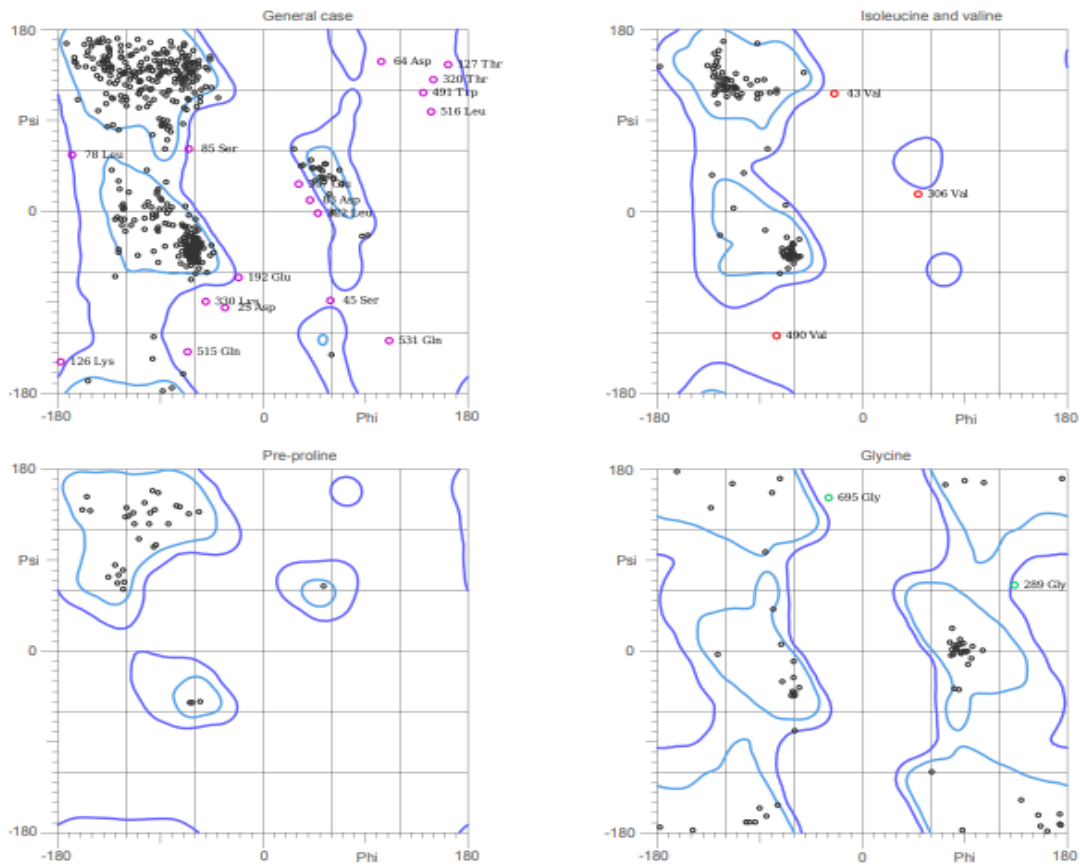 General case
Isoleucine and valine
180
180
64 Asp
127 Thr
320 Thr
491 Trp
43 Val
516 Leu
Psi
Psi
78 Leu
85 Ser
306 Val
Asp
Leu
0
0
192 Glu
330 Lys
45 Ser
25 Asp
531 Gln
490 Val
515 Gln
126 Lys
-180
-180
-180
0
Phi
180
-180
0
Phi
180
Pre-proline
Glycine
180
180
695 Gly
Psi
Psi
289 Gly
0
0
-180
-180
-180
0
Phi
180
-180
0
Phi
180